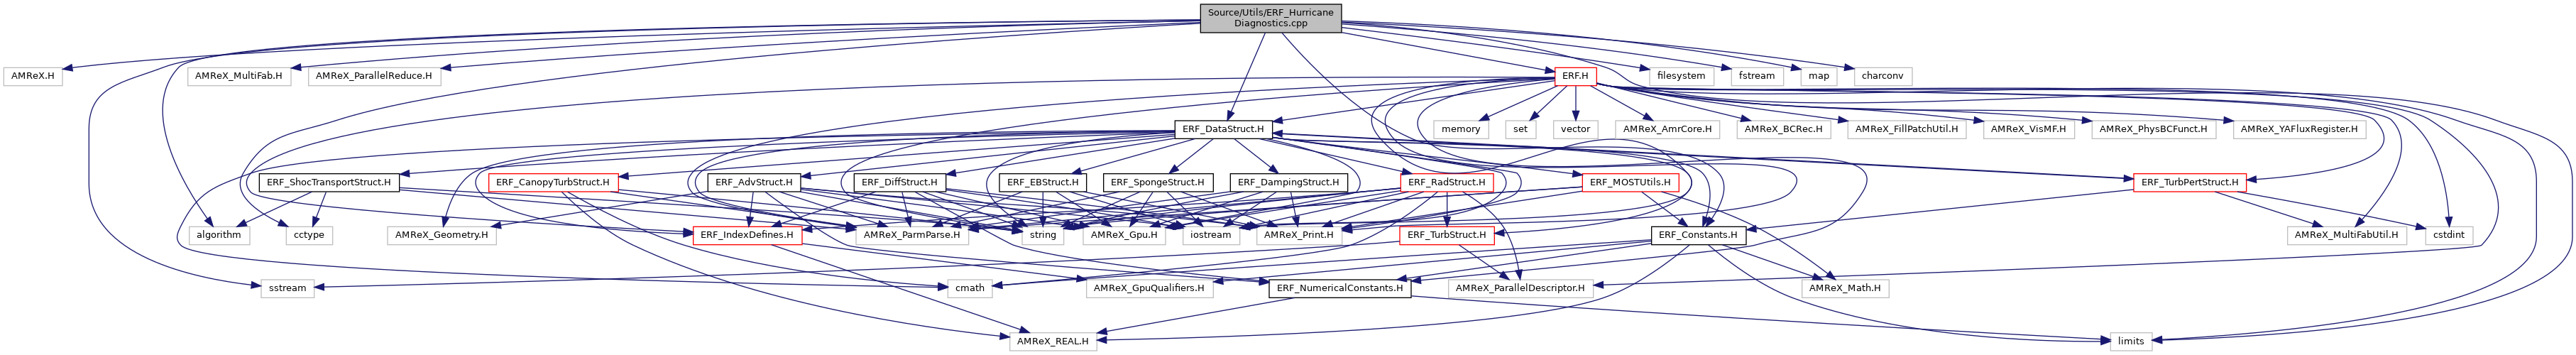 Source/Utils/ERF_Hurricane
Diagnostics.cpp
AMReX.H
AMReX_MultiFab.H
AMReX_ParallelReduce.H
ERF.H
filesystem
fstream
map
charconv
ERF_DataStruct.H
memory
set
vector
AMReX_AmrCore.H
AMReX_BCRec.H
AMReX_FillPatchUtil.H
AMReX_VisMF.H
AMReX_PhysBCFunct.H
AMReX_YAFluxRegister.H
ERF_ShocTransportStruct.H
ERF_CanopyTurbStruct.H
ERF_AdvStruct.H
ERF_DiffStruct.H
ERF_EBStruct.H
ERF_SpongeStruct.H
ERF_DampingStruct.H
ERF_RadStruct.H
ERF_MOSTUtils.H
ERF_TurbPertStruct.H
algorithm
cctype
AMReX_Geometry.H
ERF_IndexDefines.H
AMReX_ParmParse.H
string
AMReX_Gpu.H
iostream
AMReX_Print.H
ERF_TurbStruct.H
ERF_Constants.H
AMReX_MultiFabUtil.H
cstdint
sstream
cmath
AMReX_GpuQualifiers.H
ERF_NumericalConstants.H
AMReX_ParallelDescriptor.H
AMReX_Math.H
AMReX_REAL.H
limits